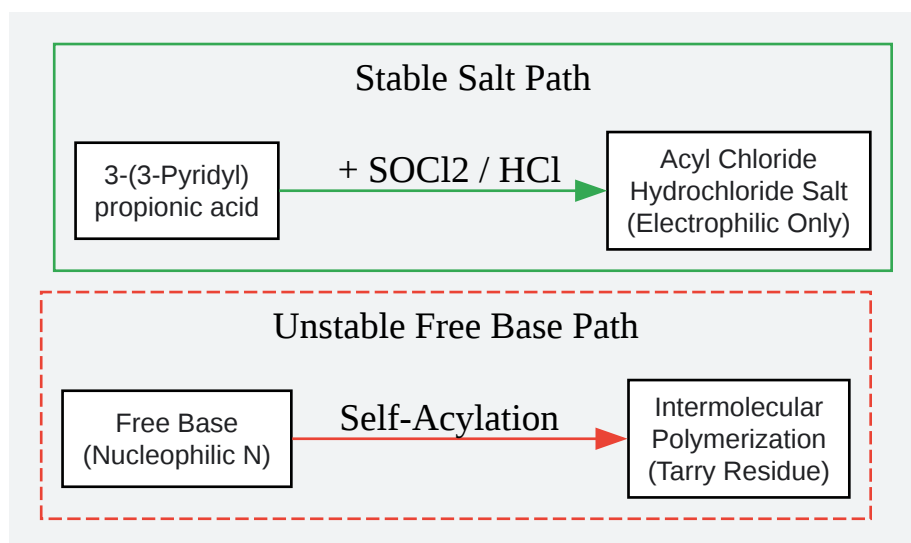 Stable Salt Path
3-(3-Pyridyl)
propionic acid
+ SOCl2 / HCl
Acyl Chloride
Hydrochloride Salt
(Electrophilic Only)
Unstable Free Base Path
Free Base
(Nucleophilic N)
Self-Acylation
Intermolecular
Polymerization
(Tarry Residue)